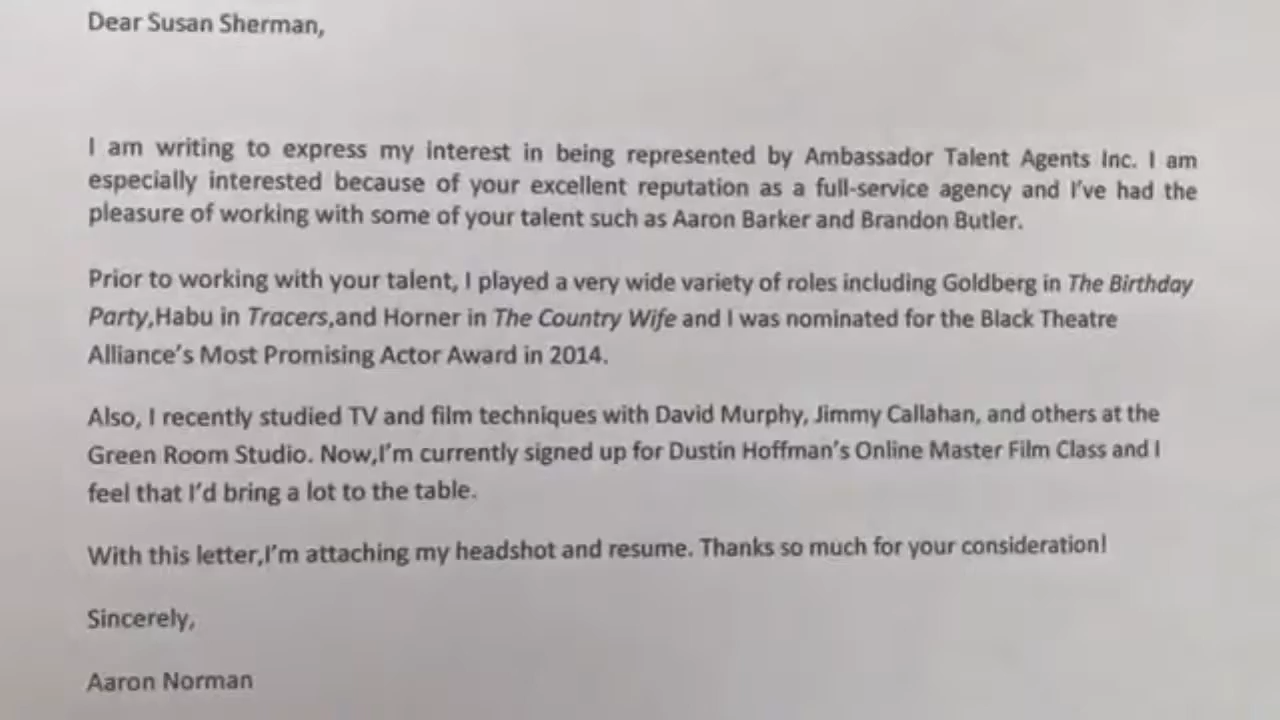 Dear Susan Sherman,
I am writing to express my interest in being represented by Ambassador Talent Agents Inc. I am
especially interested because of your excellent reputation as a full-service agency and I've had the
pleasure of working with some of your talent such as Aaron Barker and Brandon Butler.
Prior to working with your talent, I played a very wide variety of roles including Goldberg in The Birthday
Party,Habu in Tracers,and Horner in The Country Wife and I was nominated for the Black Theatre
Alliance's Most Promising Actor Award in 2014.
Also, I recently studied TV and film techniques with David Murphy, Jimmy Callahan, and others at the
Green Room Studio. Now,I'm currently signed up for Dustin Hoffman's Online Master Film Class and I
feel that I'd bring a lot to the table.
With this letter,I'm attaching my headshot and resume. Thanks so much for your consideration!
Sincerely,
Aaron Norman